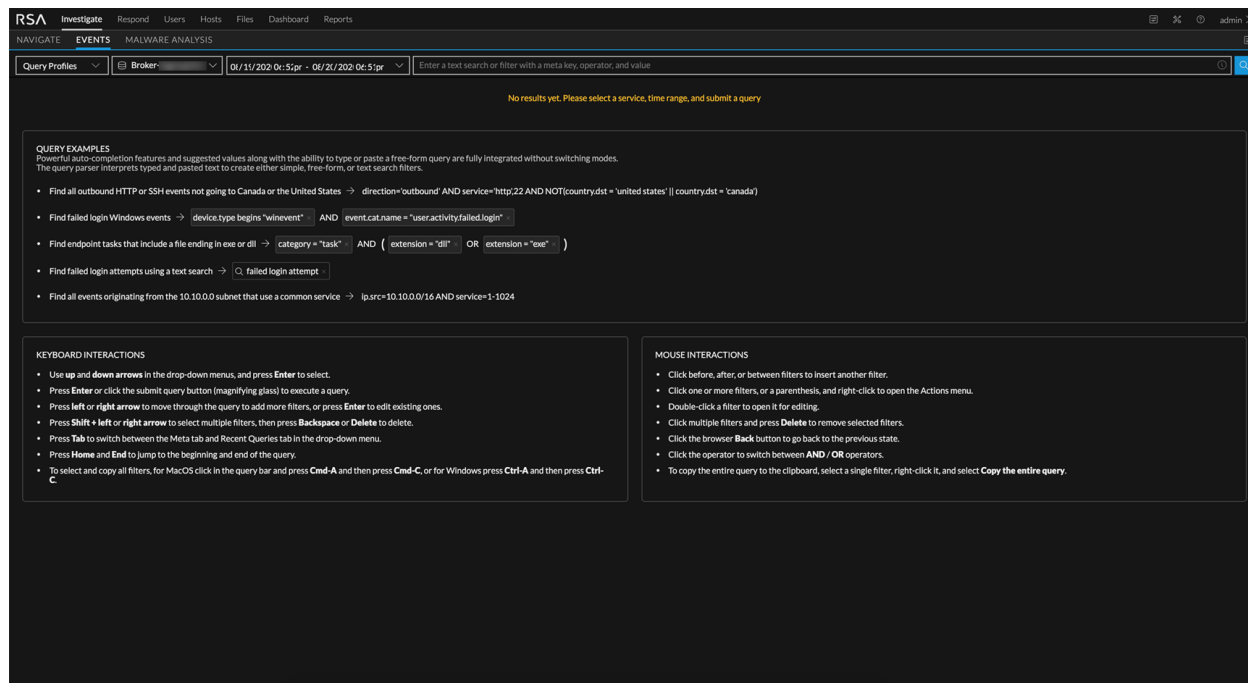 RSA Investigate Respond Users Hosts Files Dashboard Reports admin
NAVIGATE EVENTS MALWARE ANALYSIS
Query Profiles Broker- Enter a text search or filter with a meta key, operator, and value
No results yet. Please select a service, time range, and submit a query
QUERY EXAMPLES
Powerful auto-completion features and suggested values along with the ability to type or paste a free-form query are fully integrated without switching modes.
The query parser interprets typed and pasted text to create either simple, free-form, or text search filters.
• Find all outbound HTTP or SSH events not going to Canada or the United States → direction='outbound' AND service='http',22 AND NOT(country.dst = 'united states' || country.dst = 'canada')
• Find failed login Windows events → device.type begins "winevent" × AND event.cat.name = "user.activity.failed.login" ×
• Find endpoint tasks that include a file ending in exe or dll → category = "task" × AND ( extension = "dll" × OR extension = "exe" × )
• Find failed login attempts using a text search → failed login attempt ×
• Find all events originating from the 10.10.0.0 subnet that use a common service → ip.src=10.10.0.0/16 AND service=1-1024
KEYBOARD INTERACTIONS
• Use up and down arrows in the drop-down menus, and press Enter to select.
• Press Enter or click the submit query button (magnifying glass) to execute a query.
• Press left or right arrow to move through the query to add more filters, or press Enter to edit existing ones.
• Press Shift + left or right arrow to select multiple filters, then press Backspace or Delete to delete.
• Press Tab to switch between the Meta tab and Recent Queries tab in the drop-down menu.
• Press Home and End to jump to the beginning and end of the query.
• To select and copy all filters, for MacOS click in the query bar and press Cmd-A and then press Cmd-C, or for Windows press Ctrl-A and then press Ctrl-
C.
MOUSE INTERACTIONS
• Click before, after, or between filters to insert another filter.
• Click one or more filters, or a parenthesis, and right-click to open the Actions menu.
• Double-click a filter to open it for editing.
• Click multiple filters and press Delete to remove selected filters.
• Click the browser Back button to go back to the previous state.
• Click the operator to switch between AND / OR operators.
• To copy the entire query to the clipboard, select a single filter, right-click it, and select Copy the entire query.